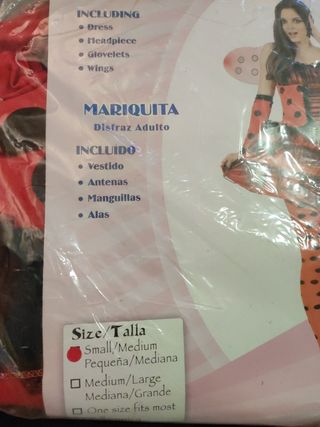 INCLUDING
• Dress
• Headpiece
• Glovelets
• Wings
MARIQUITA
Disfraz Adulto
INCLUIDO
• Vestido
• Antenas
• Manguillas
• Alas
Size/Talla
Small/Medium
Pequeña/Mediana
Medium/Large
Mediana/Grande
One size fits most